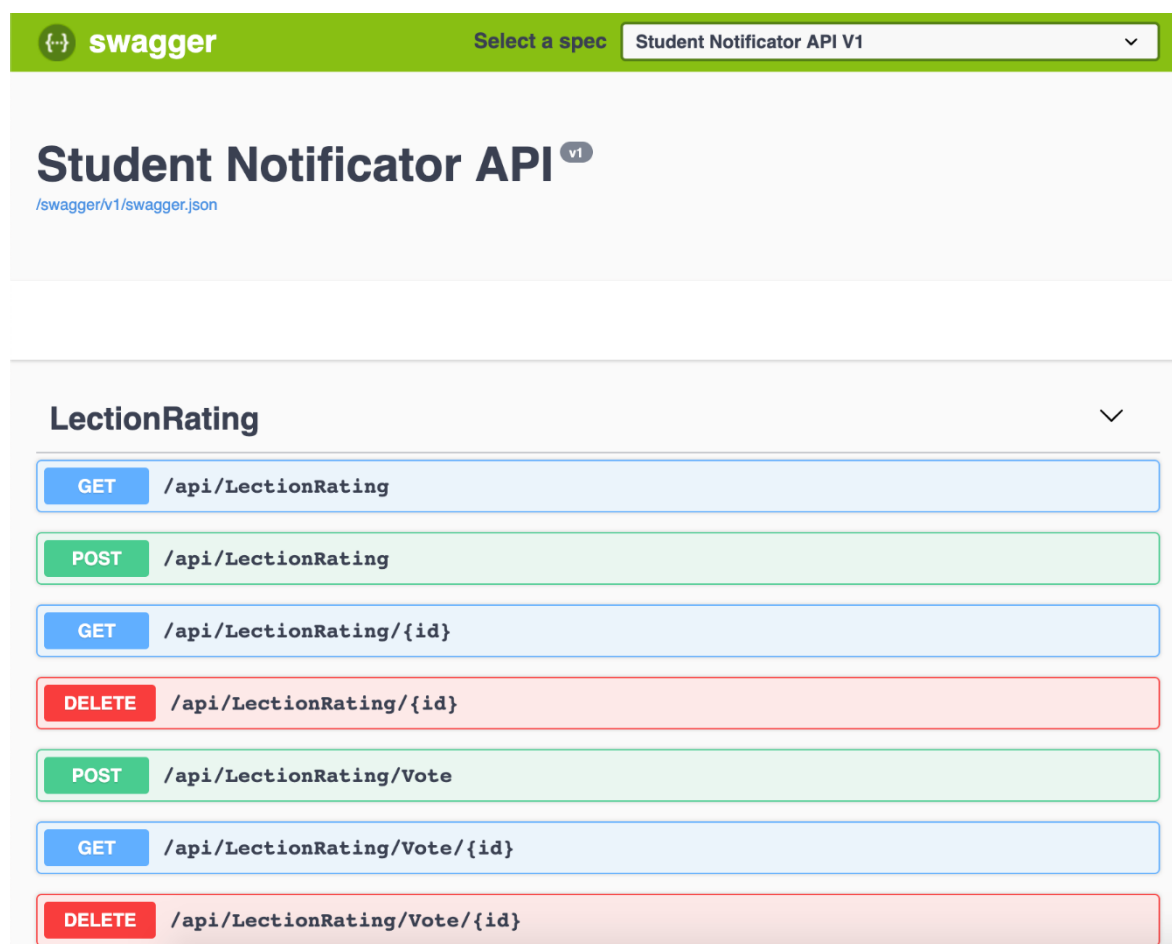 swagger Select a spec Student Notificator API V1
Student Notificator API v1
/swagger/v1/swagger.json
LectionRating
GET /api/LectionRating
POST /api/LectionRating
GET /api/LectionRating/{id}
DELETE /api/LectionRating/{id}
POST /api/LectionRating/Vote
GET /api/LectionRating/Vote/{id}
DELETE /api/LectionRating/Vote/{id}